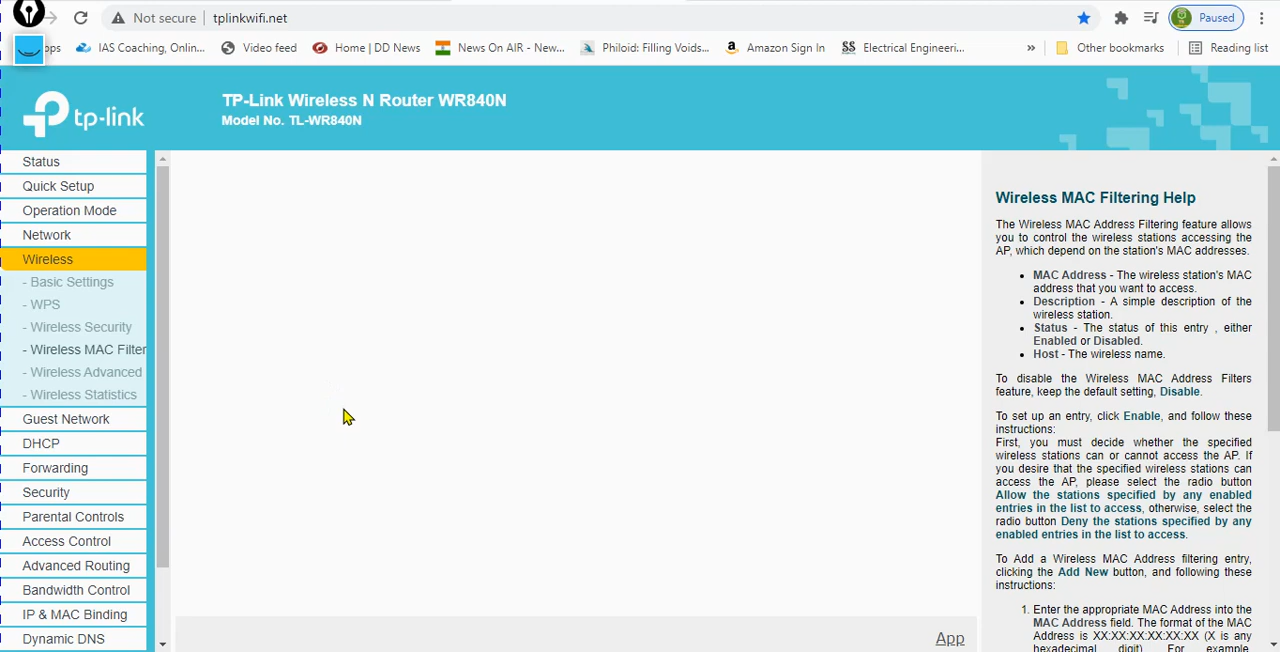 Not secure | tplinkwifi.net
Paused
ops
IAS Coaching, Onlin...
Video feed
Home | DD News
News On AIR - New...
Philoid: Filling Voids...
Amazon Sign In
Electrical Engineeri...
»
Other bookmarks
Reading list
tp-link
TP-Link Wireless N Router WR840N
Model No. TL-WR840N
Status
Quick Setup
Operation Mode
Network
Wireless
- Basic Settings
- WPS
- Wireless Security
- Wireless MAC Filter
- Wireless Advanced
- Wireless Statistics
Guest Network
DHCP
Forwarding
Security
Parental Controls
Access Control
Advanced Routing
Bandwidth Control
IP & MAC Binding
Dynamic DNS
App
Wireless MAC Filtering Help
The Wireless MAC Address Filtering feature allows
you to control the wireless stations accessing the
AP, which depend on the station's MAC addresses.
• MAC Address - The wireless station's MAC
address that you want to access.
• Description - A simple description of the
wireless station.
• Status - The status of this entry , either
Enabled or Disabled.
• Host - The wireless name.
To disable the Wireless MAC Address Filters
feature, keep the default setting, Disable.
To set up an entry, click Enable, and follow these
instructions:
First, you must decide whether the specified
wireless stations can or cannot access the AP. If
you desire that the specified wireless stations can
access the AP, please select the radio button
Allow the stations specified by any enabled
entries in the list to access, otherwise, select the
radio button Deny the stations specified by any
enabled entries in the list to access.
To Add a Wireless MAC Address filtering entry,
clicking the Add New button, and following these
instructions:
1. Enter the appropriate MAC Address into the
MAC Address field. The format of the MAC
Address is XX:XX:XX:XX:XX:XX (X is any
hexadecimal digit). For example,